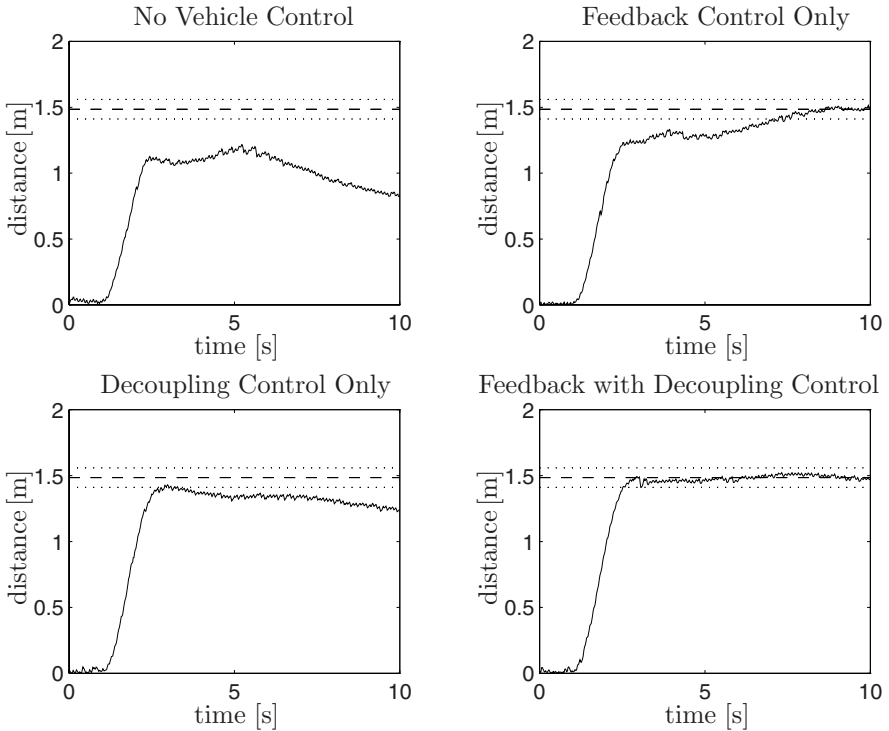 No Vehicle Control
2
1.5
1
0.5
0
distance [m]
0
5
10
time [s]
Feedback Control Only
2
1.5
1
0.5
0
distance [m]
0
5
10
time [s]
Decoupling Control Only
2
1.5
1
0.5
0
distance [m]
0
5
10
time [s]
Feedback with Decoupling Control
2
1.5
1
0.5
0
distance [m]
0
5
10
time [s]